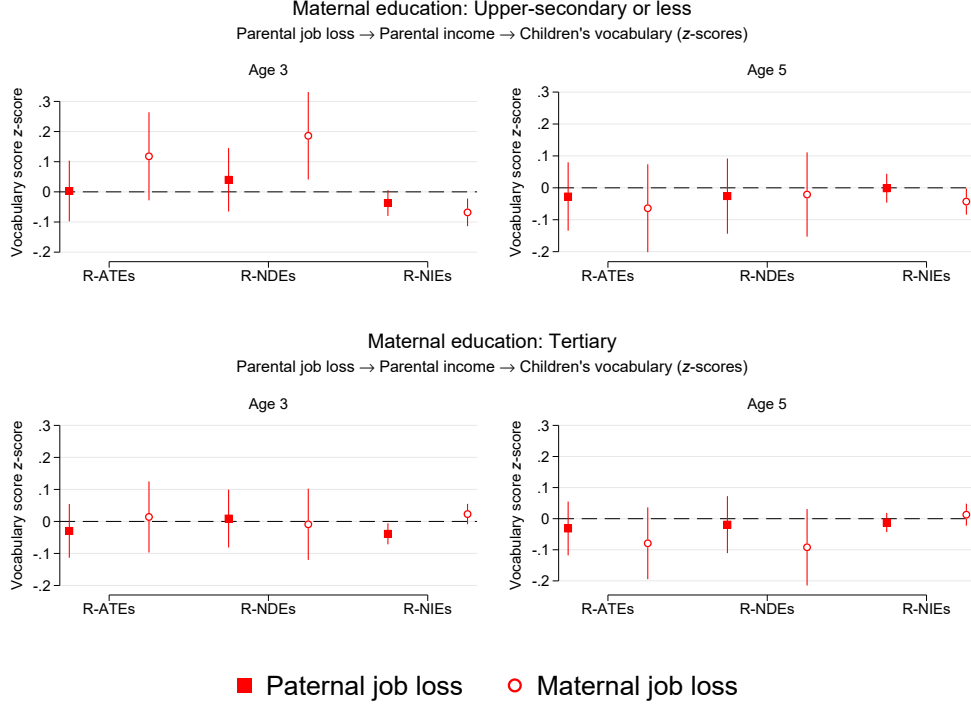 Maternal education: Upper-secondary or less
Parental job loss → Parental income → Children's vocabulary (z-scores)
Age 3
Vocabulary score z-score
.3
.2
.1
0
-.1
-.2
R-ATEs R-NDEs R-NIEs
Age 5
Vocabulary score z-score
.3
.2
.1
0
-.1
-.2
R-ATEs R-NDEs R-NIEs
Maternal education: Tertiary
Parental job loss → Parental income → Children's vocabulary (z-scores)
Age 3
Vocabulary score z-score
.3
.2
.1
0
-.1
-.2
R-ATEs R-NDEs R-NIEs
Age 5
Vocabulary score z-score
.3
.2
.1
0
-.1
-.2
R-ATEs R-NDEs R-NIEs
Paternal job loss Maternal job loss